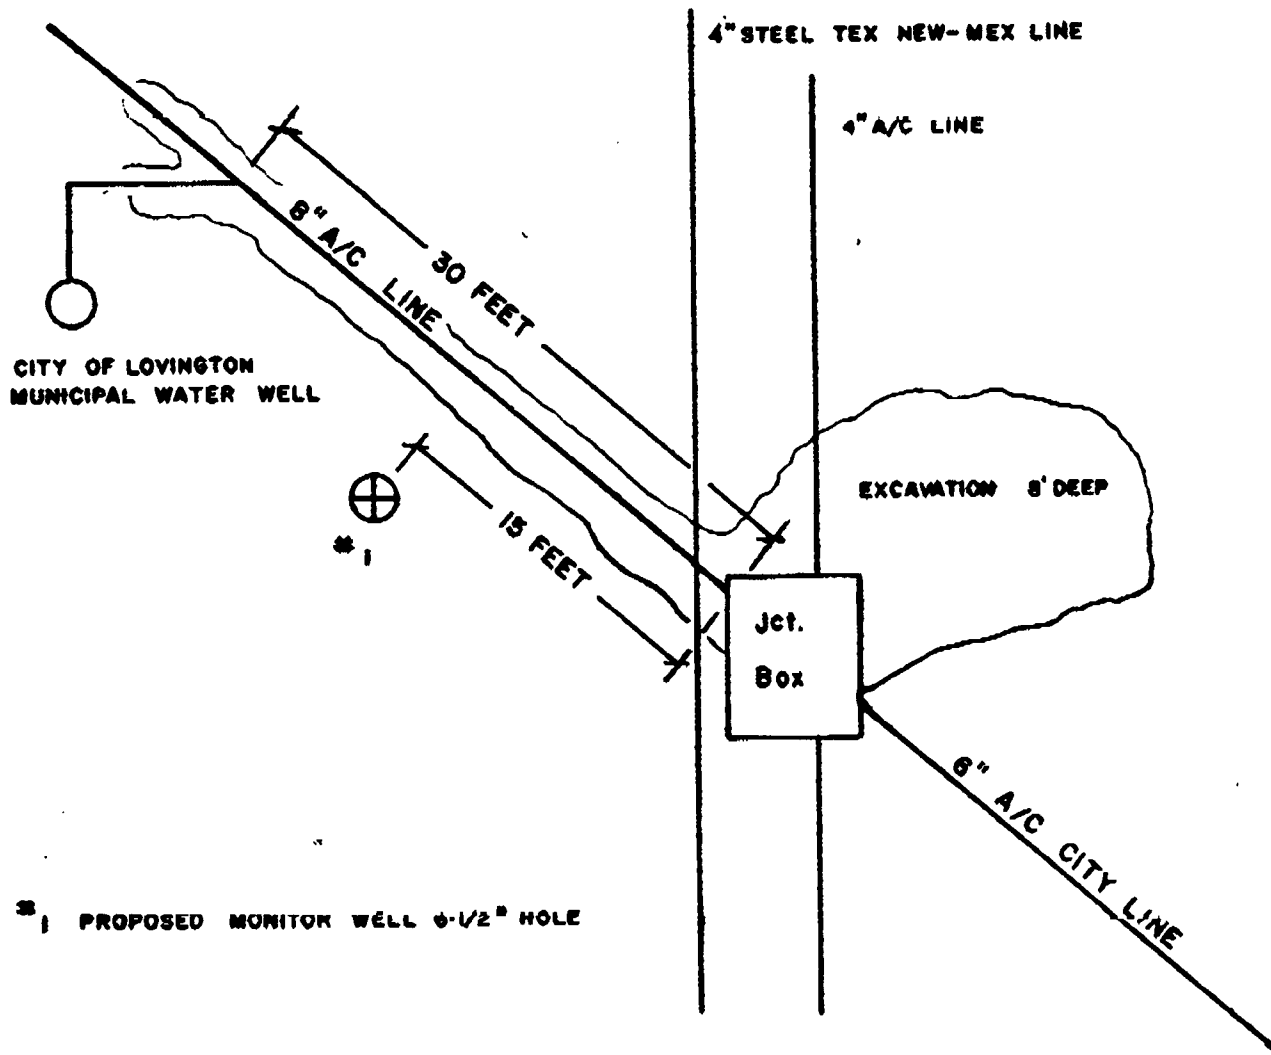 4" STEEL TEX NEW-MEX LINE
4" A/C LINE
8" A/C LINE
30 FEET
CITY OF LOVINGTON
MUNICIPAL WATER WELL
EXCAVATION 8' DEEP
15 FEET
#1
Jct.
Box
6" A/C CITY LINE
#1 PROPOSED MONITOR WELL 6-1/2" HOLE